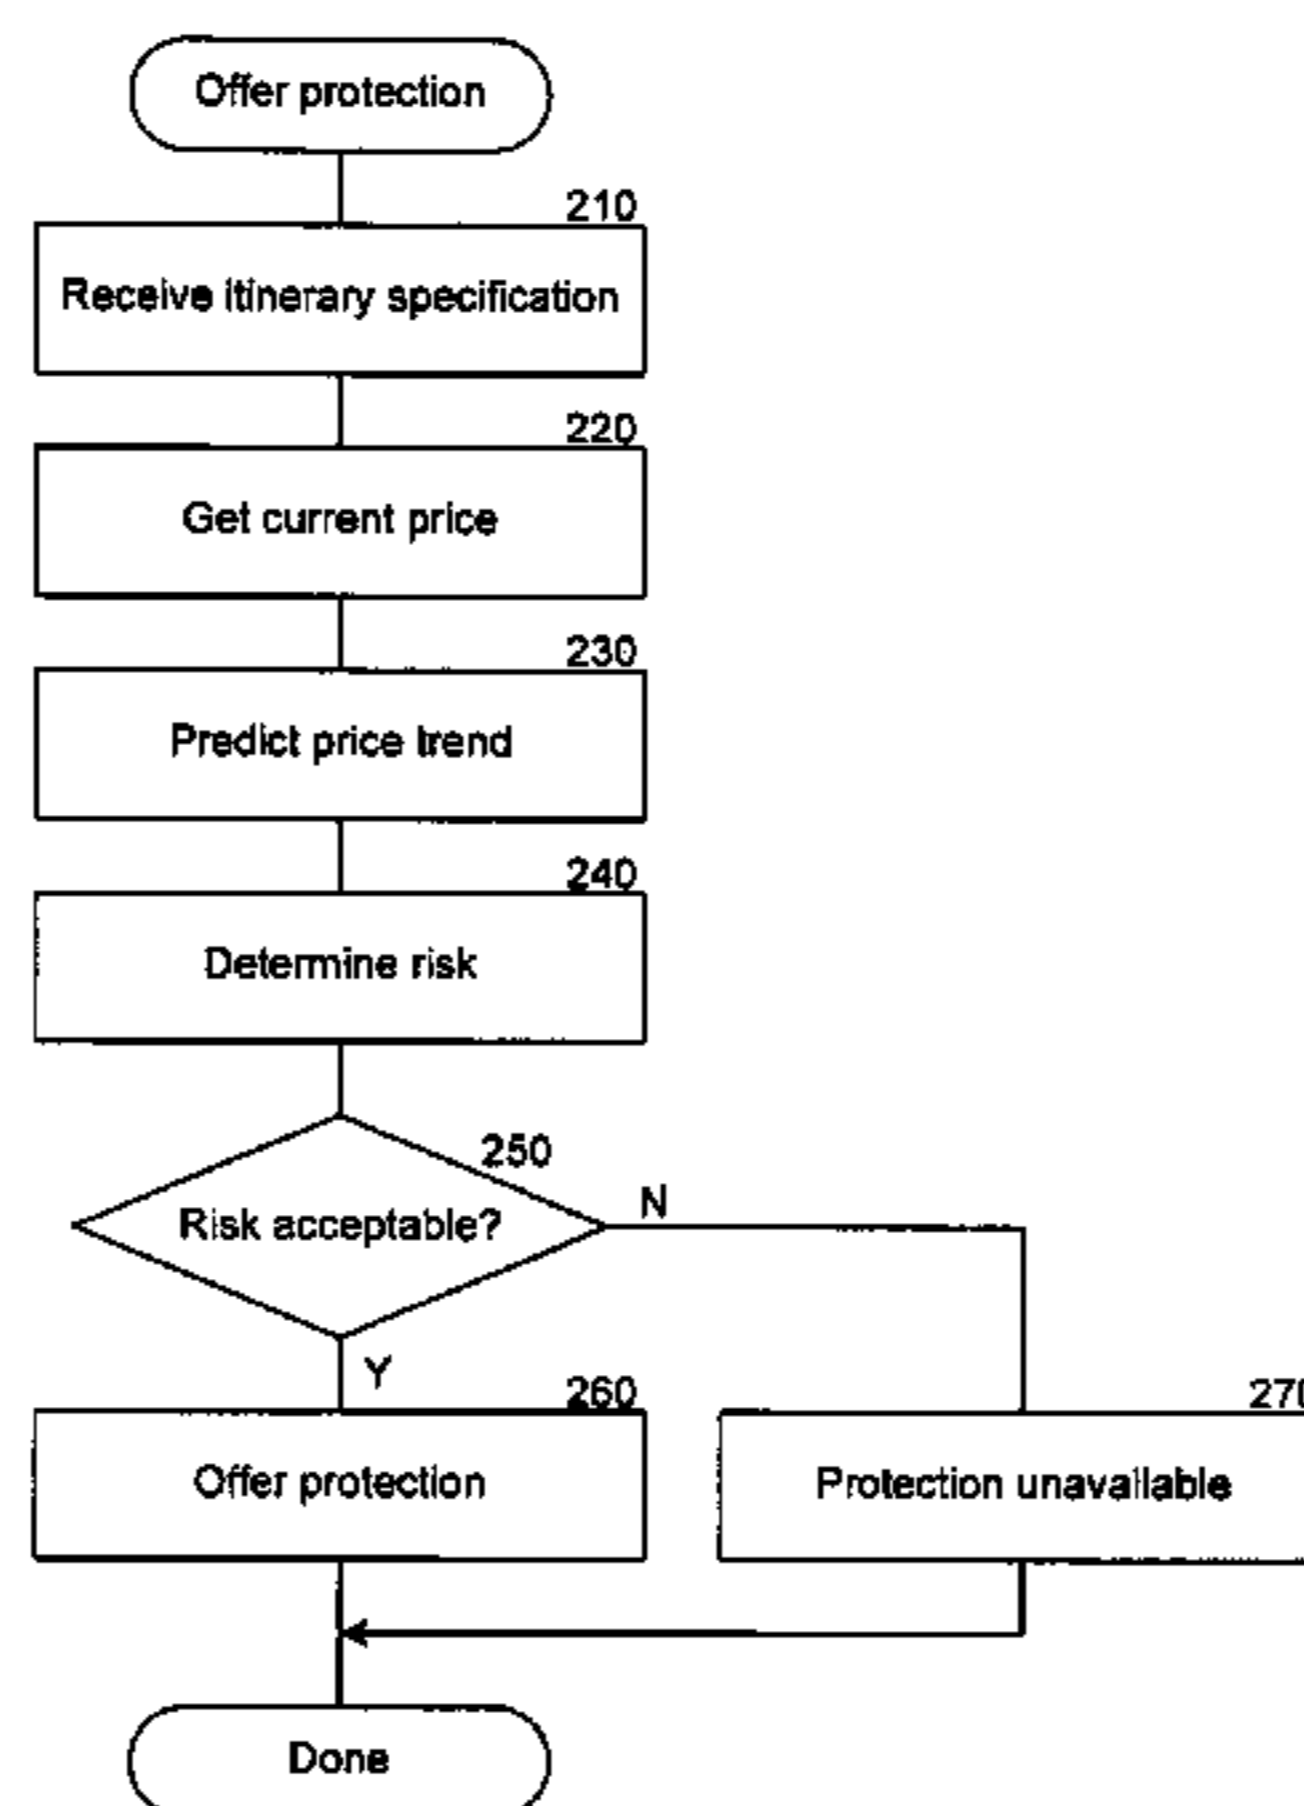 Offer protection
210
Receive itinerary specification
220
Get current price
230
Predict price trend
240
Determine risk
250
Risk acceptable?
N
Y
260
Offer protection
270
Protection unavailable
Done